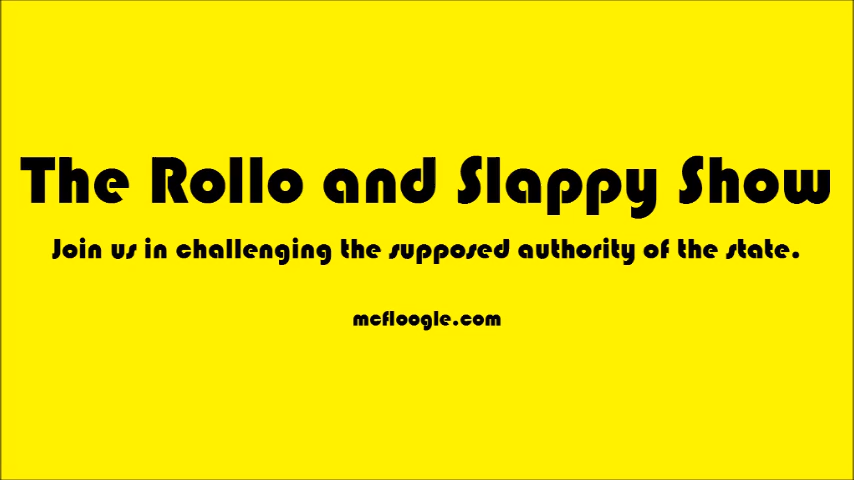 The Rollo and Slappy Show
Join us in challenging the supposed authority of the state.
mcfloogle.com